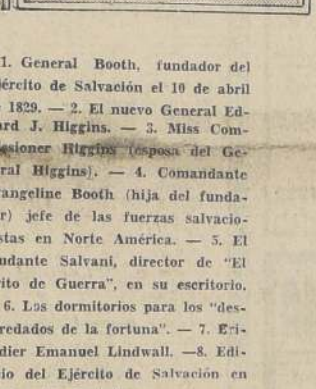 1. General Booth, fundador del
jército de Salvación el 10 de abril
1829. — 2. El nuevo General Ed-
ard J. Higgins. — 3. Miss Com-
ssioner Higgins (esposa del Ge-
ral Higgins). — 4. Comandante
vangeline Booth (hija del funda-
r) jefe de las fuerzas salvacio-
stas en Norte América. — 5. El
udante Salvani, director de "El
ito de Guerra", en su escritorio.
6. Los dormitorios para los "des-
redados de la fortuna". — 7. Bri-
dier Emanuel Lindwall. —8. Edi-
io del Ejército de Salvación en